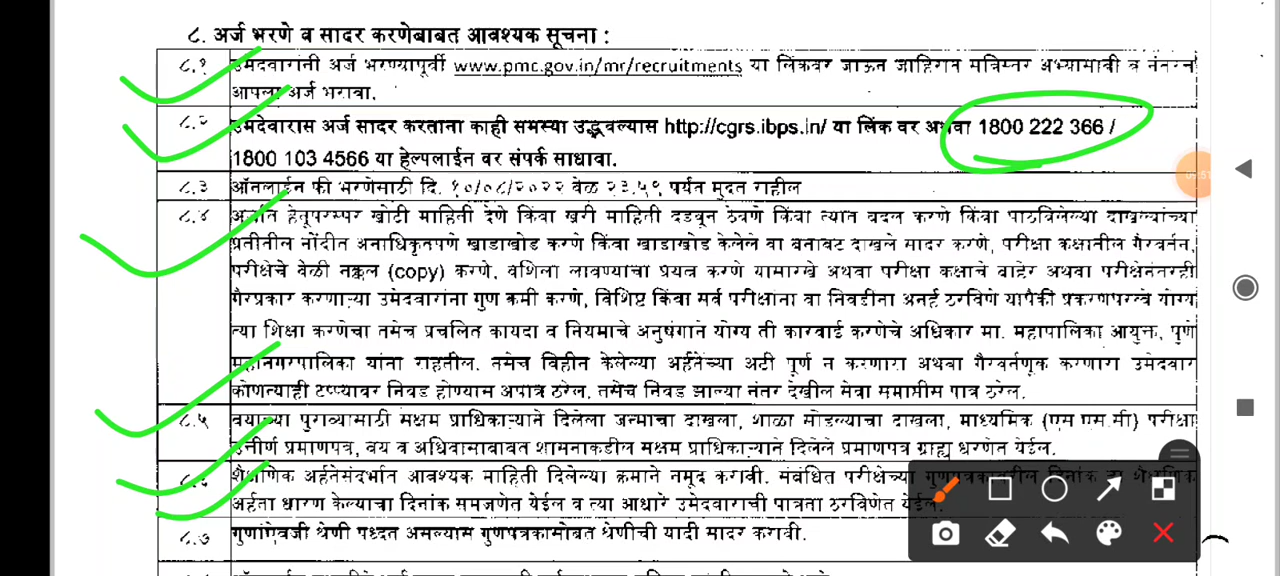 ८. अर्ज भरणे व सादर करणेबाबत आवश्यक सूचना :
८.१ उमेदवारांनी अर्ज भरण्यापूर्वी www.pmc.gov.in/mr/recruitments या लिंकवर जाऊन जाहिरात सविस्तर अभ्यासावी व नंतरच
आपला अर्ज भरावा.
८.२ उमदेवारास अर्ज सादर करताना काही समस्या उद्भवल्यास http://cgrs.ibps.in/ या लिंक वर अथवा 1800 222 366 /
1800 103 4566 या हेल्पलाईन वर संपर्क साधावा.
८.३ ऑनलाईन फी भरणेसाठी दि. १०/०८/२०२२ वेळ २३.५९ पर्यंत मुदत राहील
८.४ अर्जात हेतूपरस्पर खोटी माहिती देणे किंवा खरी माहिती दडवून ठेवणे किंवा त्यात बदल करणे किंवा पाठविलेल्या दाखल्यांच्या
प्रतीतील नोंदीत अनाधिकृतपणे खाडाखोड करणे किंवा खाडाखोड केलेले वा बनावट दाखले सादर करणे, परीक्षा कक्षातील गैरवर्तन,
परीक्षेचे वेळी नक्कल (copy) करणे, वशिला लावण्याचा प्रयत्न करणे यासारखे अथवा परीक्षा कक्षाचे बाहेर अथवा परीक्षेनंतरही
गैरप्रकार करणाऱ्या उमेदवारांना गुण कमी करणे, विशिष्ट किंवा सर्व परीक्षांना वा निवडीना अनर्ह ठरविणे यापैकी प्रकरणपरत्वे योग्य
त्या शिक्षा करणेचा तसेच प्रचलित कायदा व नियमाचे अनुषंगाने योग्य ती कारवाई करणेचे अधिकार मा. महापालिका आयुक्त, पुणे
महानगरपालिका यांना राहतील. तसेच विहीत केलेल्या अर्हतेच्या अटी पूर्ण न करणारा अथवा गैरवर्तणूक करणारा उमेदवार
कोणत्याही टप्प्यावर निवड होण्यास अपात्र ठरेल. तसेच निवड झाल्या नंतर देखील सेवा समाप्तीस पात्र ठरेल.
८.५ वयाच्या पुराव्यासाठी सक्षम प्राधिकाऱ्याने दिलेला जन्माचा दाखला, शाळा सोडल्याचा दाखला, माध्यमिक (एस एस.सी) परीक्षा
उत्तीर्ण प्रमाणपत्र, वय व अधिवासाबाबत शासनाकडील सक्षम प्राधिकाऱ्याने दिलेले प्रमाणपत्र ग्राह्य धरणेत येईल.
शैक्षणिक अर्हतेसंदर्भात आवश्यक माहिती दिलेल्या क्रमाने नमूद करावी. संबंधित परीक्षेच्या
अर्हता धारण केल्याचा दिनांक समजणेत येईल व त्या आधारे उमेदवाराची पात्रता ठरविणेत येईल.
८.७ गुणांऐवजी श्रेणी पध्दत असल्यास गुणपत्रकासोबत श्रेणीची यादी सादर करावी.